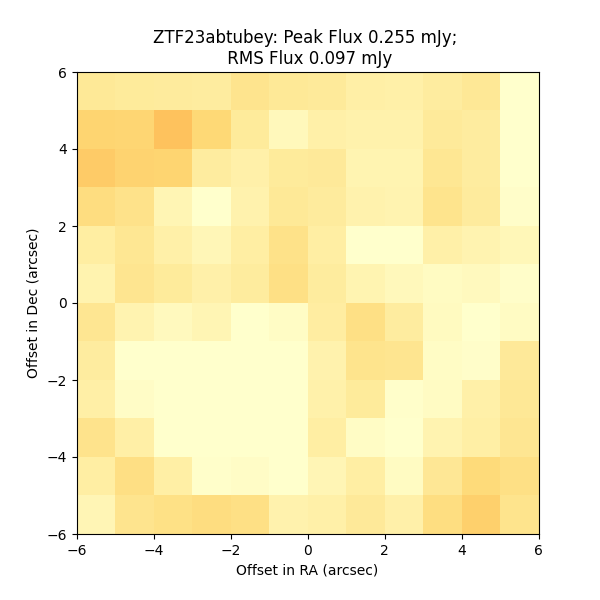 ZTF23abtubey: Peak Flux 0.255 mJy;
RMS Flux 0.097 mJy
6
4
2
0
−2
−4
−6
Offset in Dec (arcsec)
−6 −4 −2 0 2 4 6
Offset in RA (arcsec)